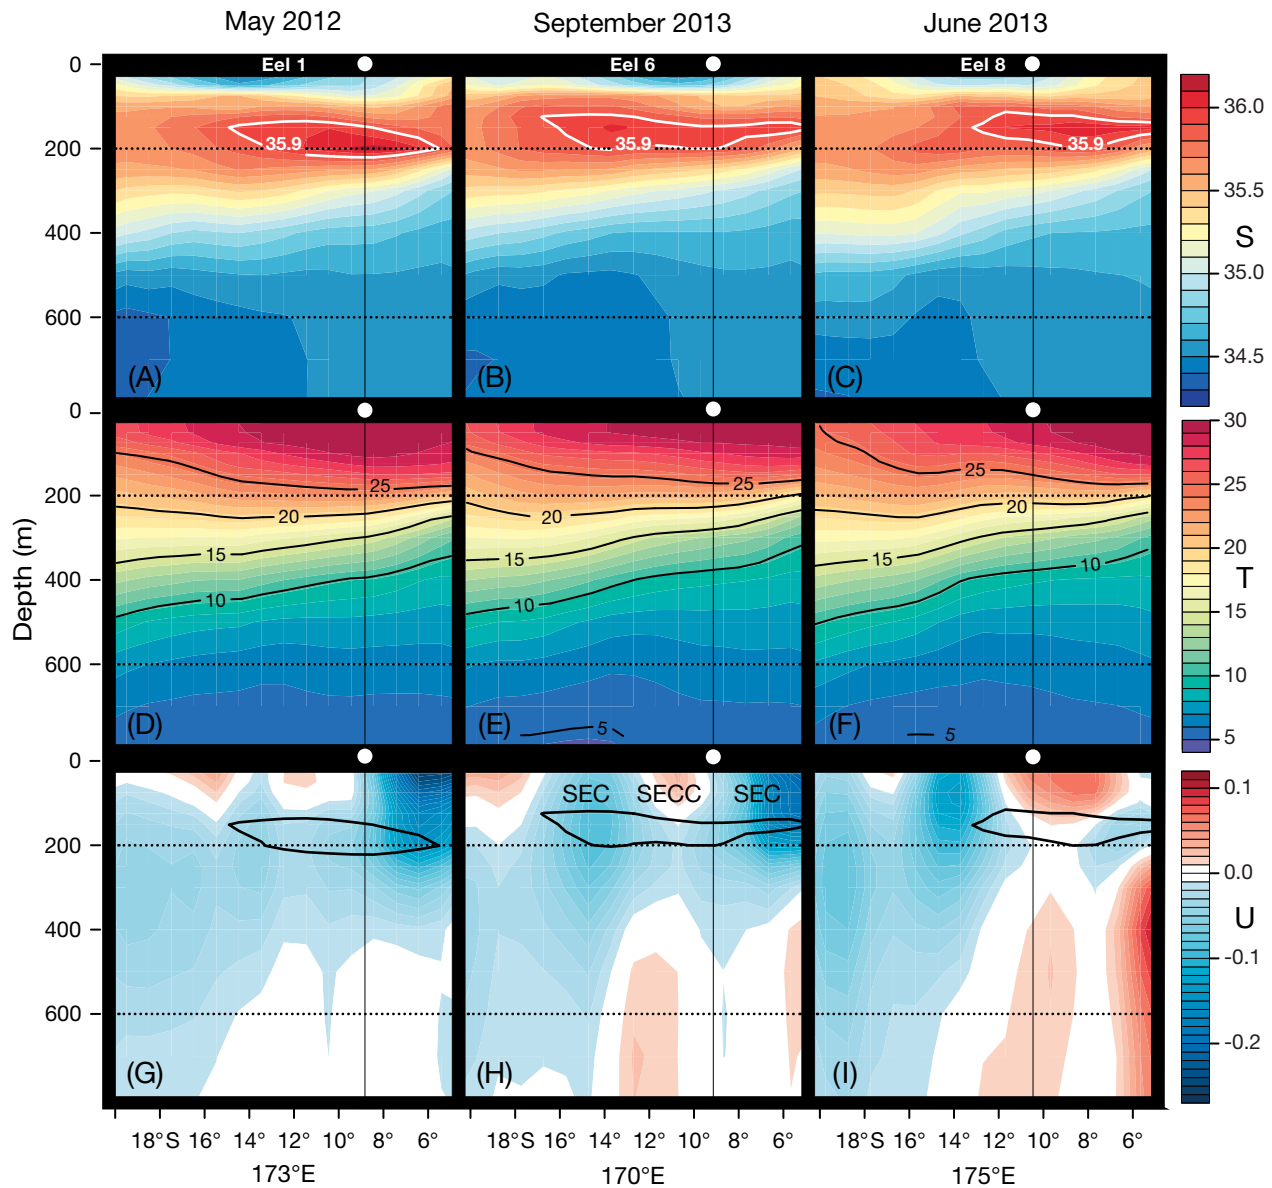 May 2012 September 2013 June 2013
0 Eel 1 Eel 6 Eel 8
36.0
35.9 35.9 35.9
200
35.5
400 S
35.0
600
34.5
(A) (B) (C)
0
30
25 25 25 25
200
20 20 20 20
15 15 15 T
400 15
10 10 10
10
600
5 5 5
(D) (E) (F)
Depth (m)
0
0.1
SEC SECC SEC
200
0.0
U
400
-0.1
600
-0.2
(G) (H) (I)
18°S 16° 14° 12° 10° 8° 6° 18°S 16° 14° 12° 10° 8° 6° 18°S 16° 14° 12° 10° 8° 6°
173°E 170°E 175°E